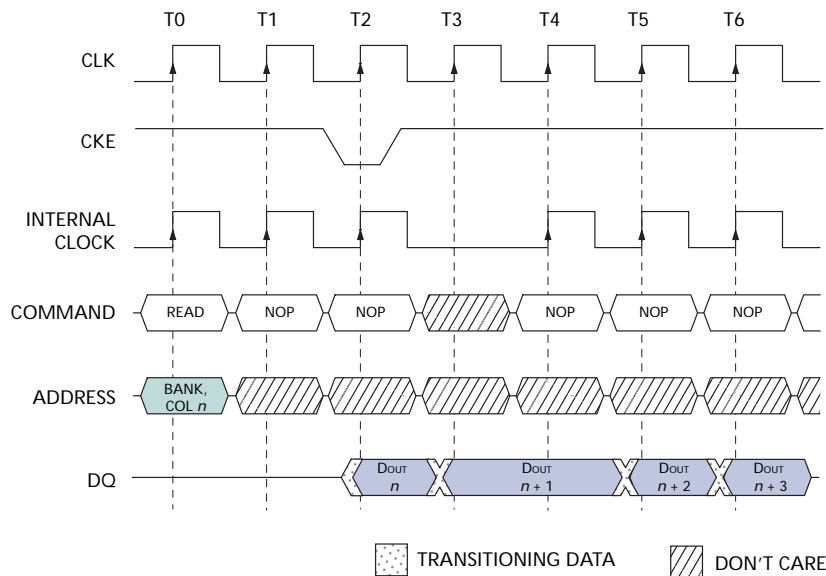 T0 T1 T2 T3 T4 T5 T6
CLK
CKE
INTERNAL
CLOCK
COMMAND READ NOP NOP NOP NOP NOP
ADDRESS BANK,
COL n
DQ DOUT DOUT DOUT DOUT
n n + 1 n + 2 n + 3
TRANSITIONING DATA DON'T CARE